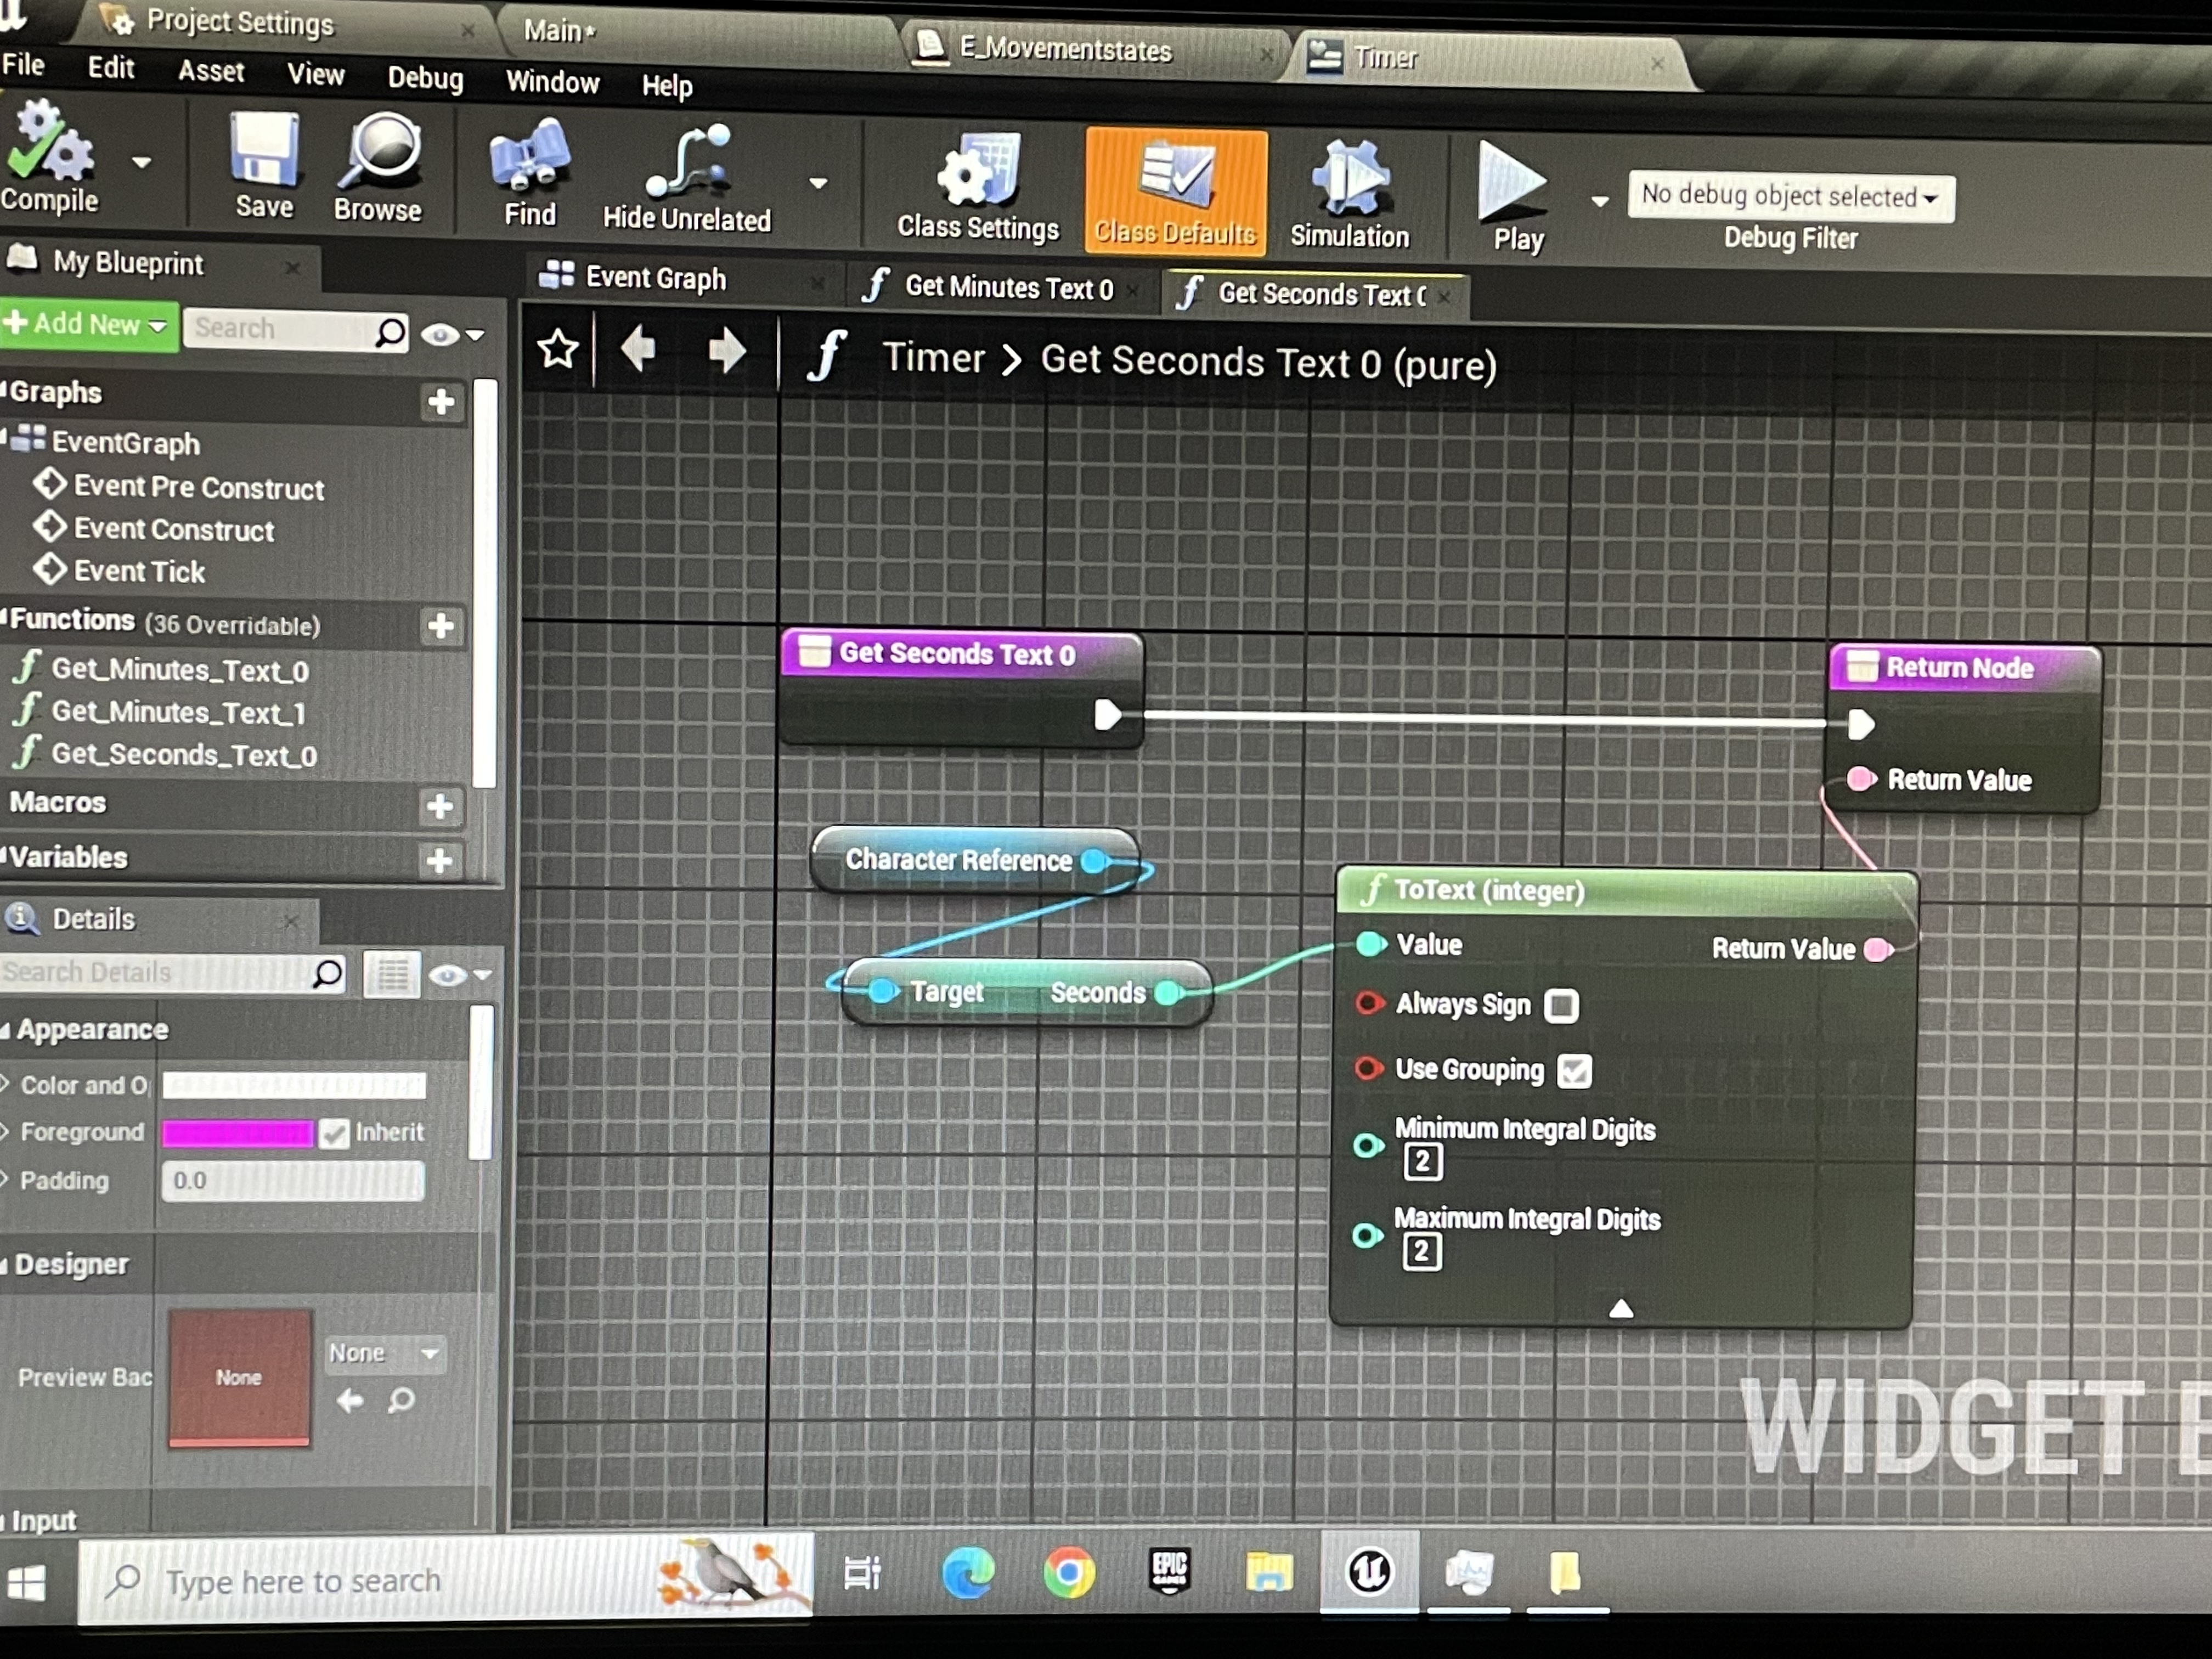 Project Settings
Main*
E_Movementstates
Timer
File Edit Asset View Debug Window Help
Compile
Save
Browse
Find
Hide Unrelated
Class Settings
Class Defaults
Simulation
Play
No debug object selected
Debug Filter
My Blueprint
Event Graph
Get Minutes Text 0
Get Seconds Text
Add New
Search
Timer > Get Seconds Text 0 (pure)
Graphs
EventGraph
Event Pre Construct
Event Construct
Event Tick
Functions (36 Overridable)
Get_Minutes_Text_0
Get_Minutes_Text_1
Get_Seconds_Text_0
Macros
Variables
Get Seconds Text 0
Return Node
Return Value
Character Reference
Target Seconds
ToText (integer)
Value
Return Value
Always Sign
Use Grouping
Minimum Integral Digits
2
Maximum Integral Digits
2
Details
Search Details
Appearance
Color and O
Foreground
Inherit
Padding
0.0
Designer
Preview Bac
None
None
Input
WIDGET
Type here to search
EPIC
GAMES